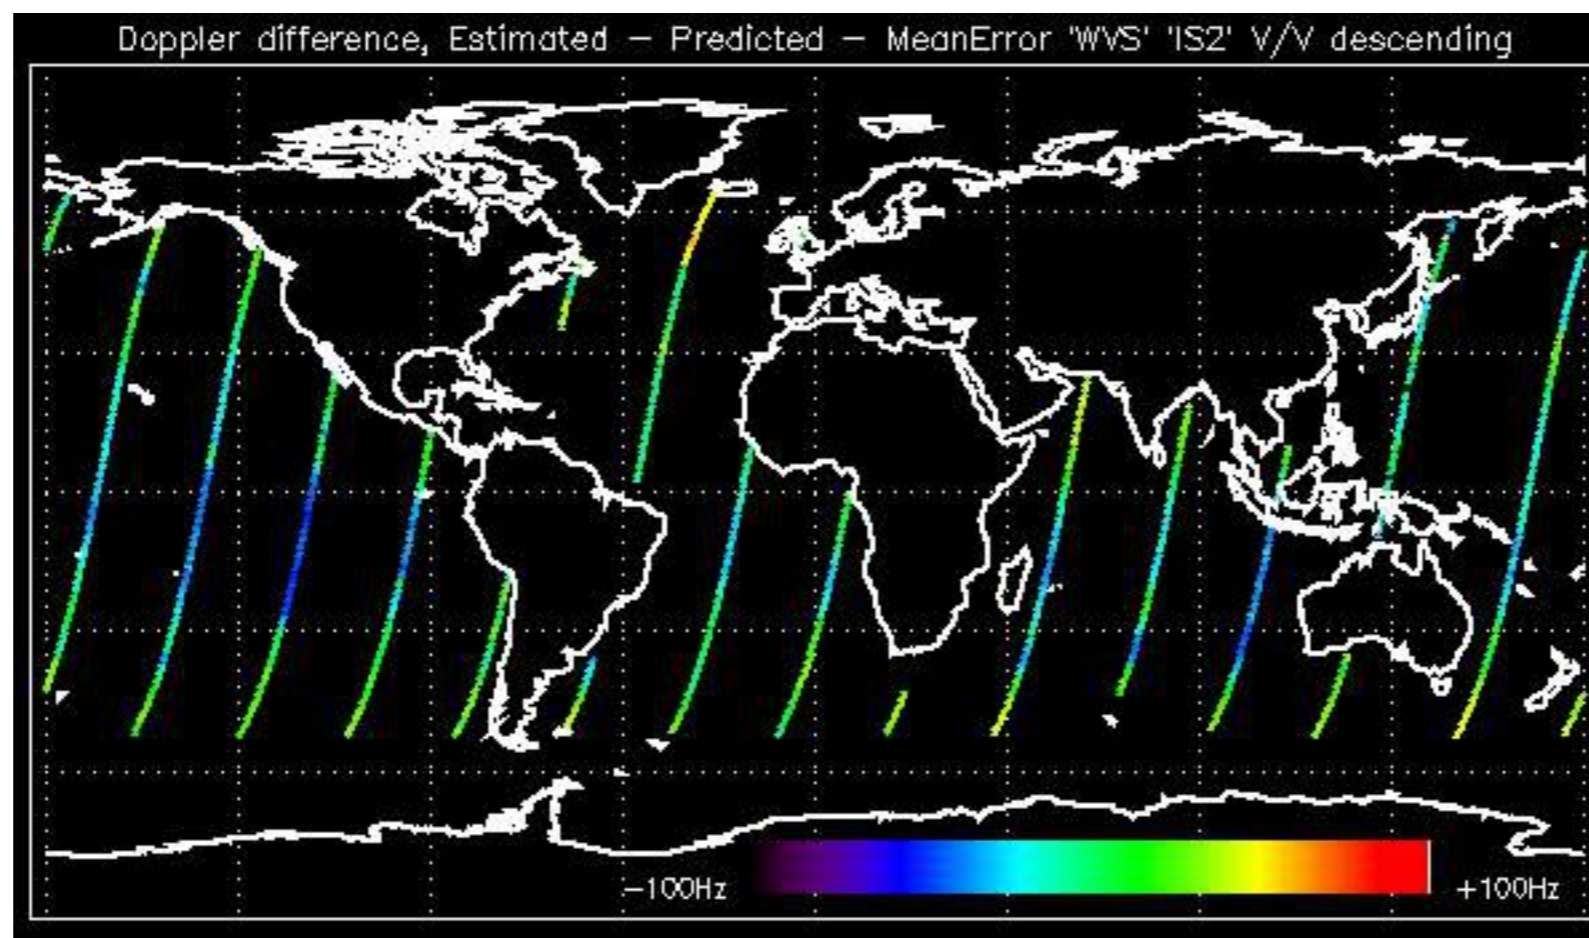 Doppler difference, Estimated – Predicted – MeanError 'WVS' 'IS2' V/V descending
–100Hz
+100Hz